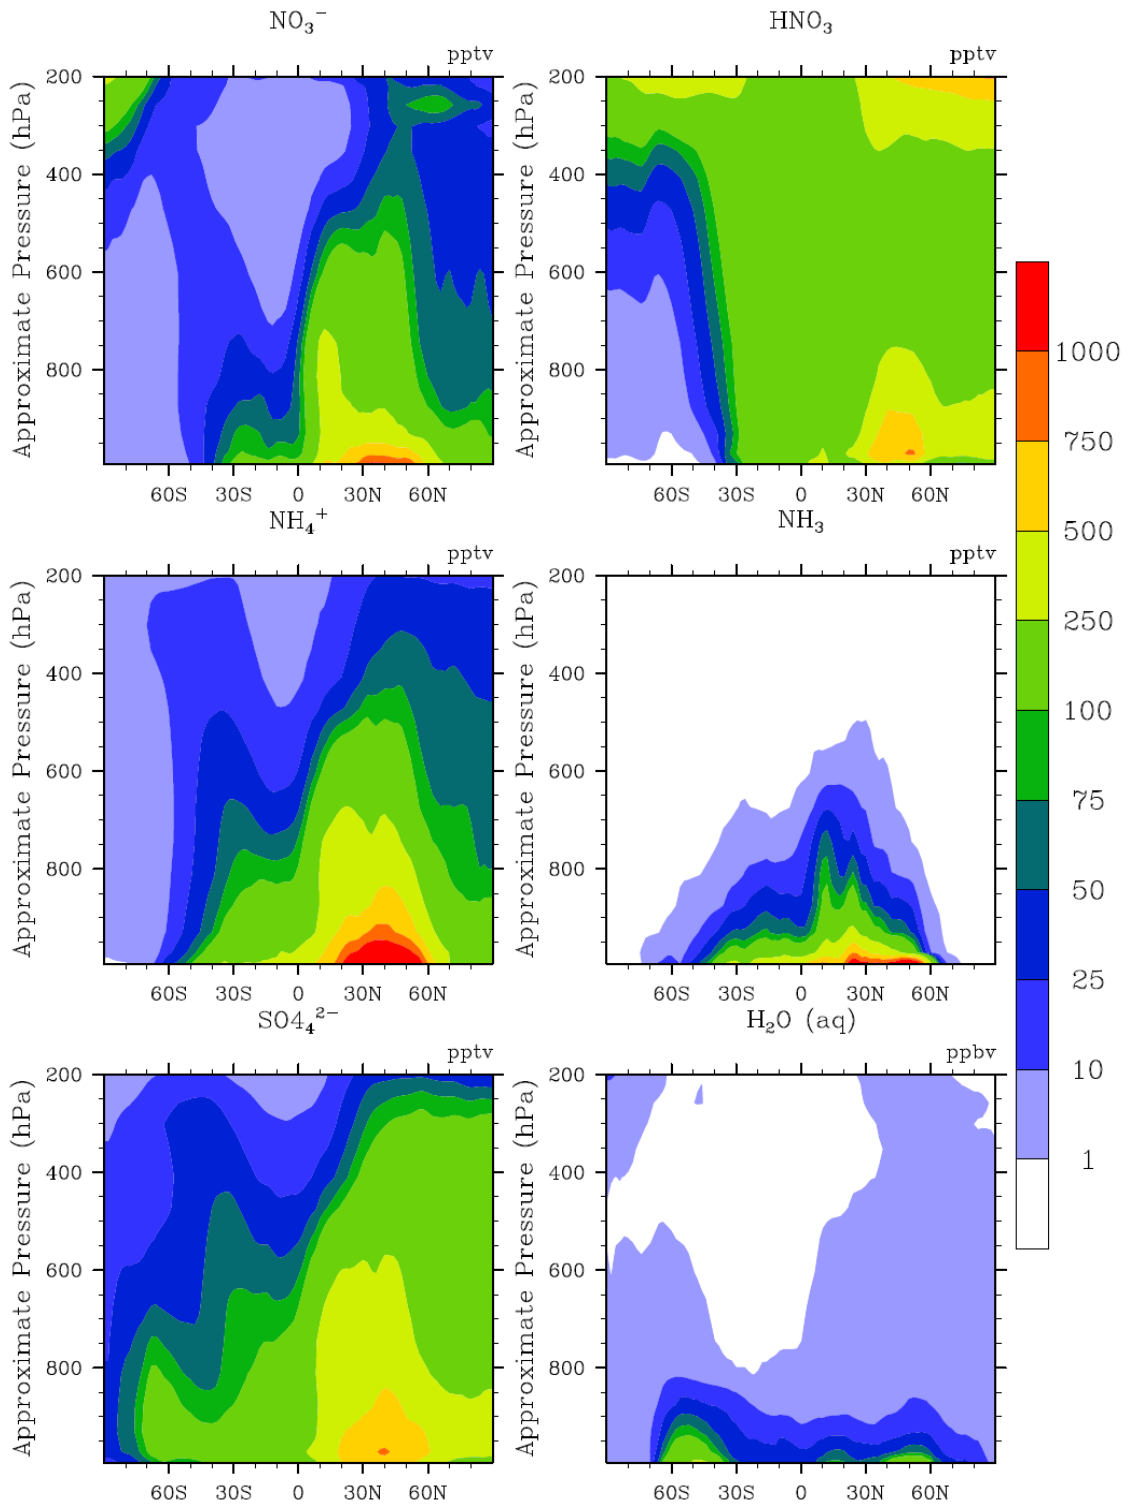 NO₃⁻ HNO₃
pptv pptv
Approximate Pressure (hPa) 200 400 600 800 60S 30S 0 30N 60N
Approximate Pressure (hPa) 200 400 600 800 60S 30S 0 30N 60N
NH₄⁺ NH₃
pptv pptv
Approximate Pressure (hPa) 200 400 600 800 60S 30S 0 30N 60N
Approximate Pressure (hPa) 200 400 600 800 60S 30S 0 30N 60N
SO4₄²⁻ H₂O (aq)
pptv ppbv
Approximate Pressure (hPa) 200 400 600 800 60S 30S 0 30N 60N
Approximate Pressure (hPa) 200 400 600 800 60S 30S 0 30N 60N
1000
750
500
250
100
75
50
25
10
1